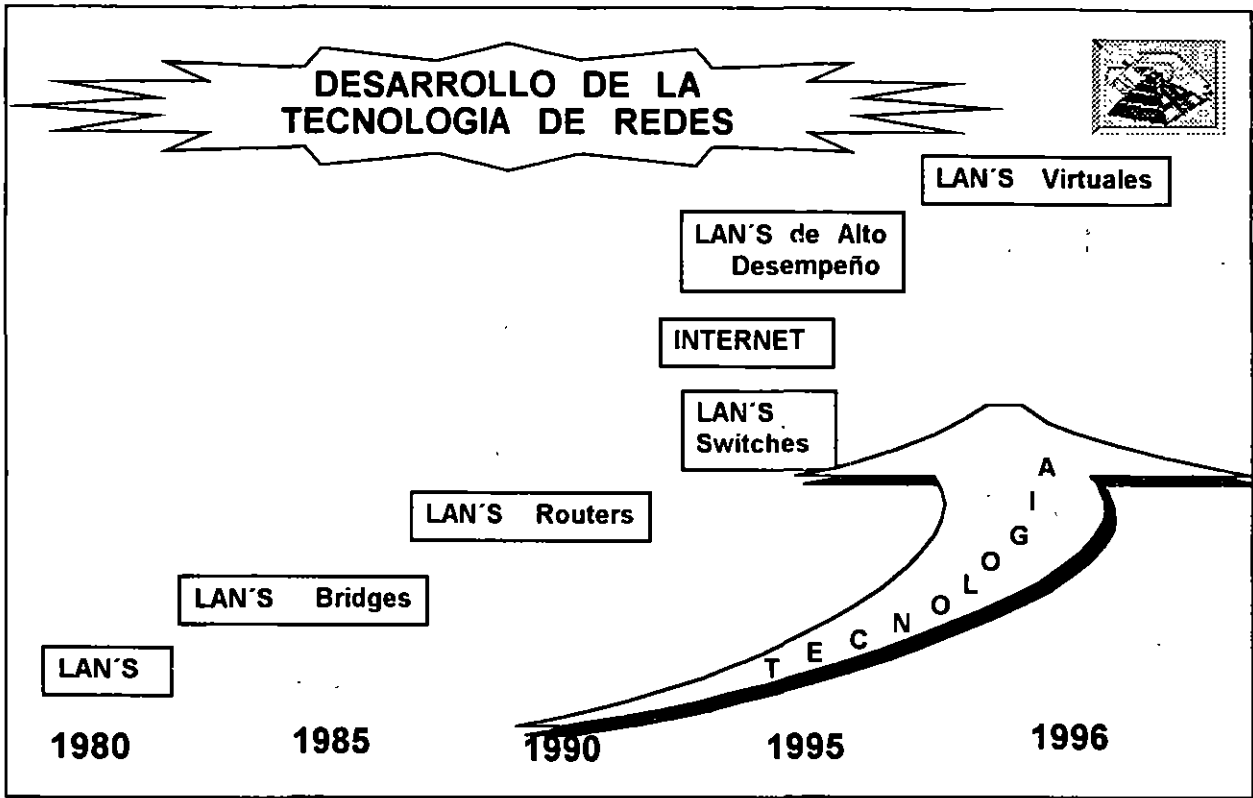 DESARROLLO DE LA
TECNOLOGIA DE REDES
LAN´S Virtuales
LAN´S de Alto
Desempeño
INTERNET
LAN´S
Switches
LAN´S Routers
LAN´S Bridges
LAN´S
TECNOLOGIA
1980 1985 1990 1995 1996